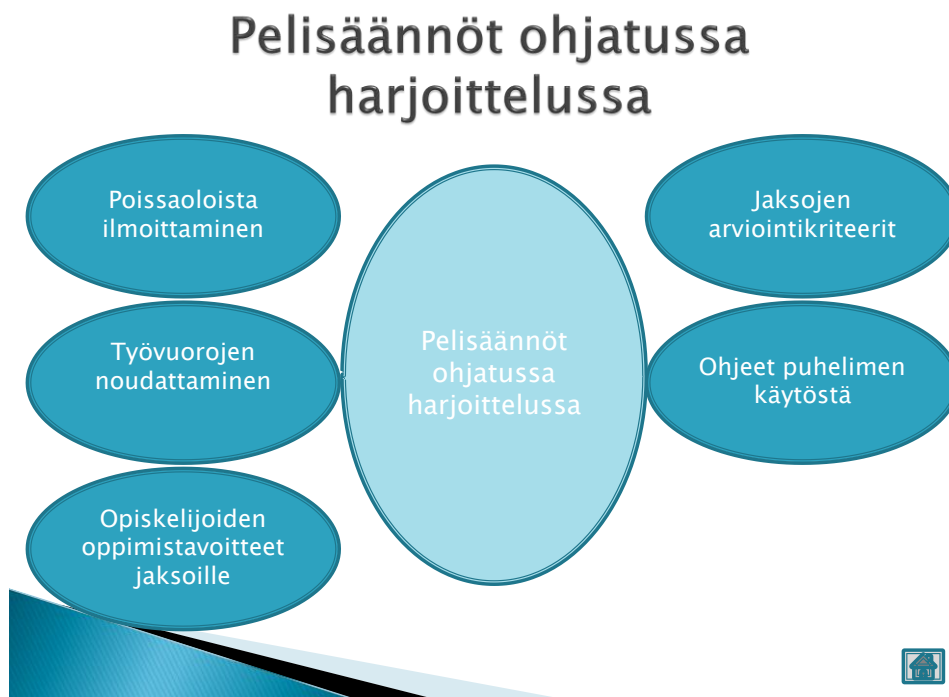 Pelisäännöt ohjatussa
harjoittelussa
Poissaoloista
ilmoittaminen
Työvuorojen
noudattaminen
Opiskelijoiden
oppimistavoitteet
jaksoille
Pelisäännöt
ohjatussa
harjoittelussa
Jaksojen
arviointikriteerit
Ohjeet puhelimen
käytöstä